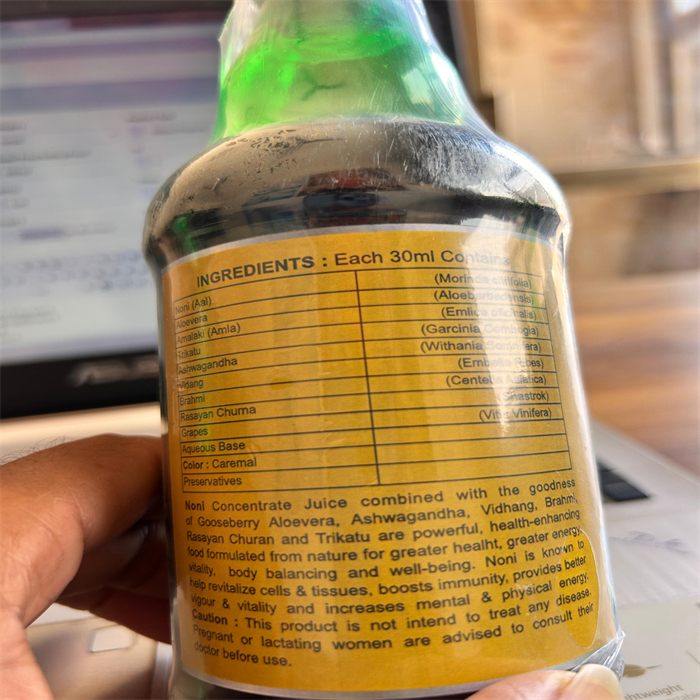 INGREDIENTS : Each 30ml Contains
Noni (Aal) (Morinda citrifolia)
Aloevera (Aloebarbedensis)
Amalaki (Amla) (Emlica oficinalis)
Trikatu (Garcinia Cambogia)
Ashwagandha (Withania Somnifera)
Vidang (Embelia Ribes)
Brahmi (Centella Asiatica)
Rasayan Churna Shastrok)
Grapes (Vitis Vinifera)
Aqueous Base
Color : Caremal
Preservatives
Noni Concentrate Juice combined with the goodness
of Gooseberry Aloevera, Ashwagandha, Vidhang, Brahmi,
Rasayan Churan and Trikatu are powerful, health-enhancing
food formulated from nature for greater healht, greater energy,
vitality, body balancing and well-being. Noni is known to
help revitalize cells & tissues, boosts immunity, provides better
vigour & vitality and increases mental & physical energy.
Caution : This product is not intend to treat any disease.
Pregnant or lactating women are advised to consult their
doctor before use.